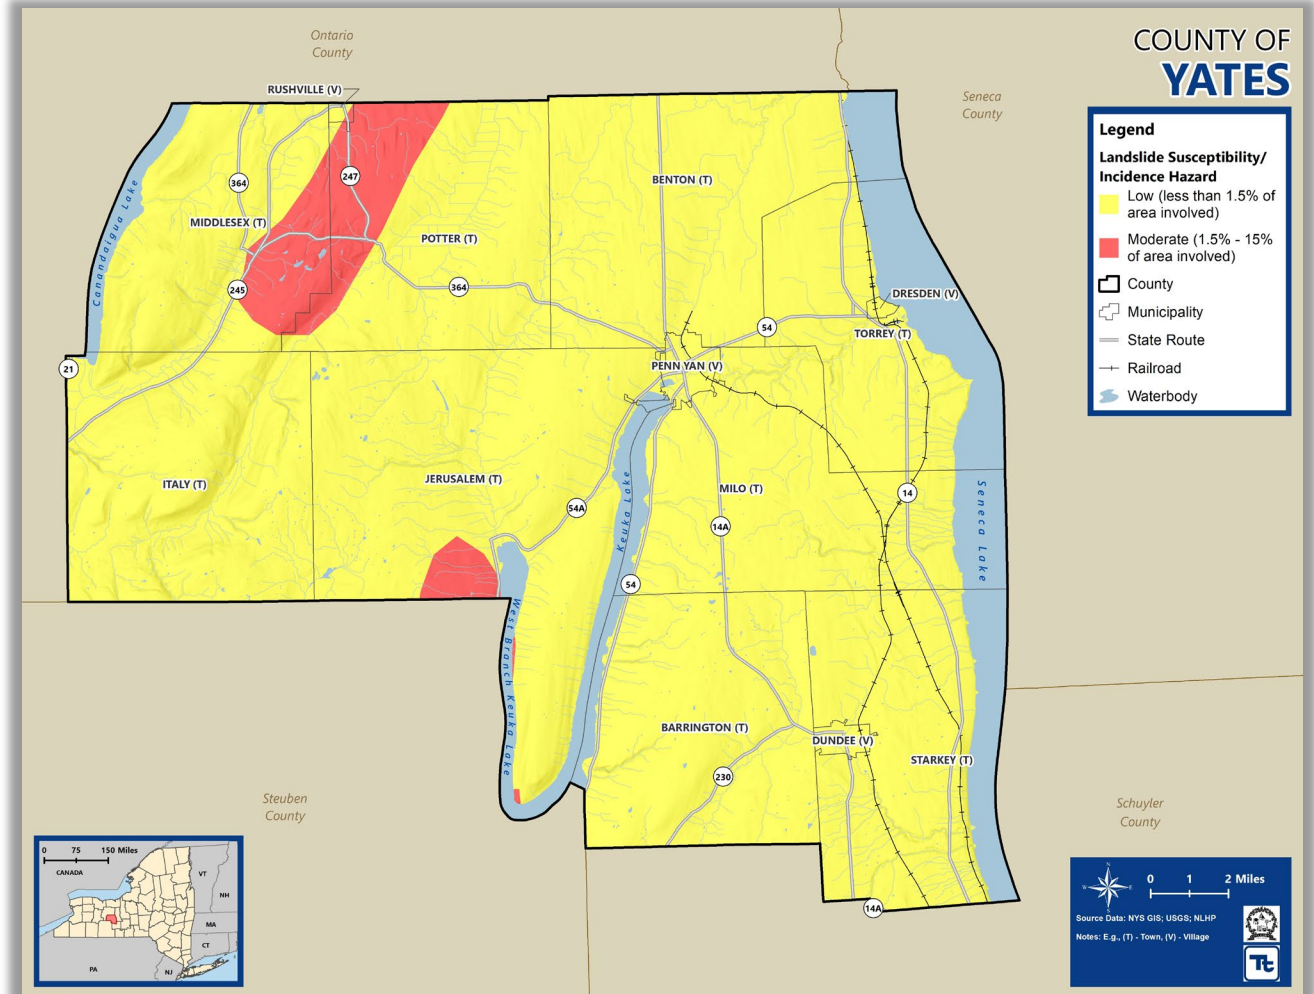 COUNTY OF
YATES
Legend
Landslide Susceptibility/
Incidence Hazard
Low (less than 1.5% of
area involved)
Moderate (1.5% - 15%
of area involved)
County
Municipality
State Route
Railroad
Waterbody
Ontario
County
Seneca
County
RUSHVILLE (V)
364
247
MIDDLESEX (T)
POTTER (T)
BENTON (T)
Canandaigua Lake
245
364
DRESDEN (V)
54
TORREY (T)
21
PENN YAN (V)
ITALY (T)
JERUSALEM (T)
MILO (T)
54A
Keuka Lake
14A
14
Seneca Lake
54
West Branch Keuka Lake
BARRINGTON (T)
DUNDEE (V)
STARKEY (T)
230
14A
Steuben
County
Schuyler
County
0 75 150 Miles
CANADA
VT
NH
MA
CT
PA
NJ
N
W E
S
0 1 2 Miles
Source Data: NYS GIS; USGS; NLHP
Notes: E.g., (T) - Town, (V) - Village
Tt